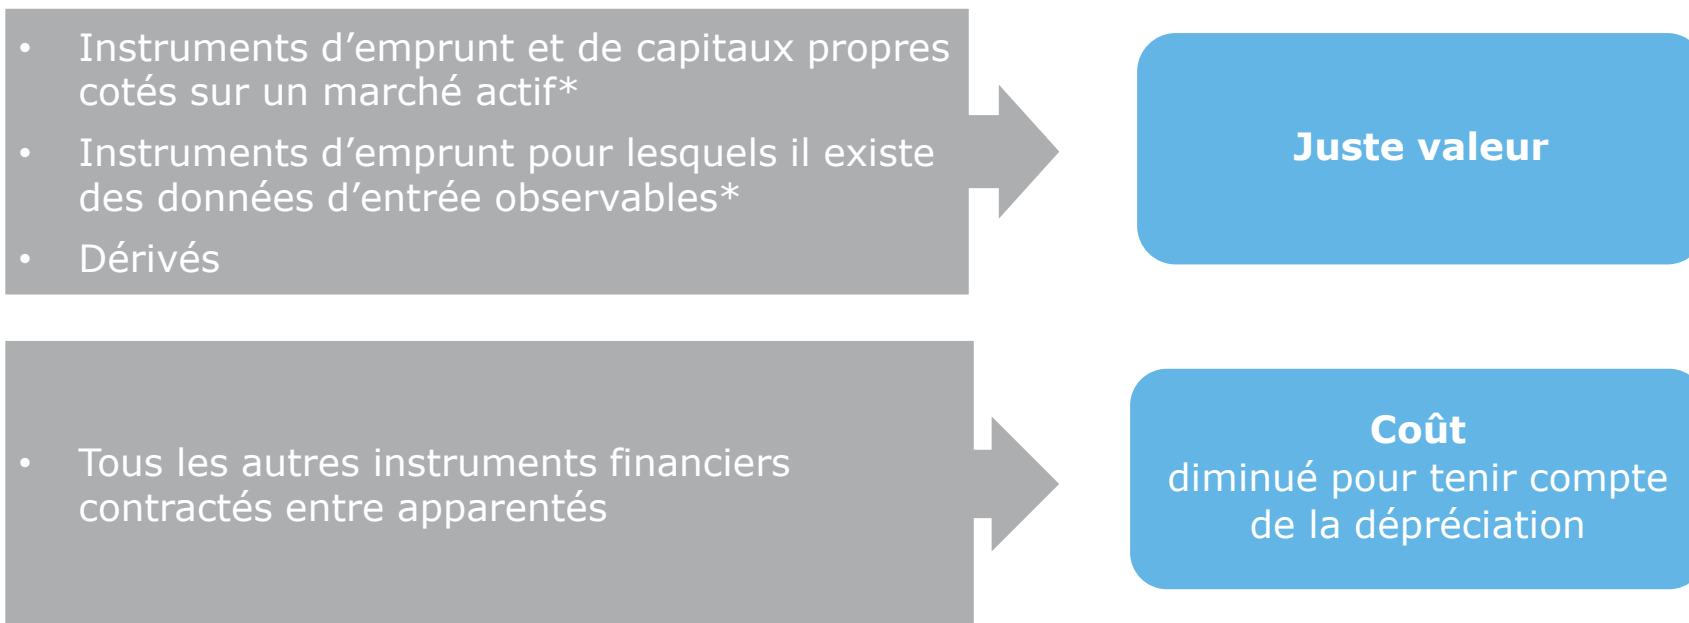 • Instruments d’emprunt et de capitaux propres
cotés sur un marché actif*
• Instruments d’emprunt pour lesquels il existe
des données d’entrée observables*
• Dérivés
Juste valeur
• Tous les autres instruments financiers
contractés entre apparentés
Coût
diminué pour tenir compte
de la dépréciation